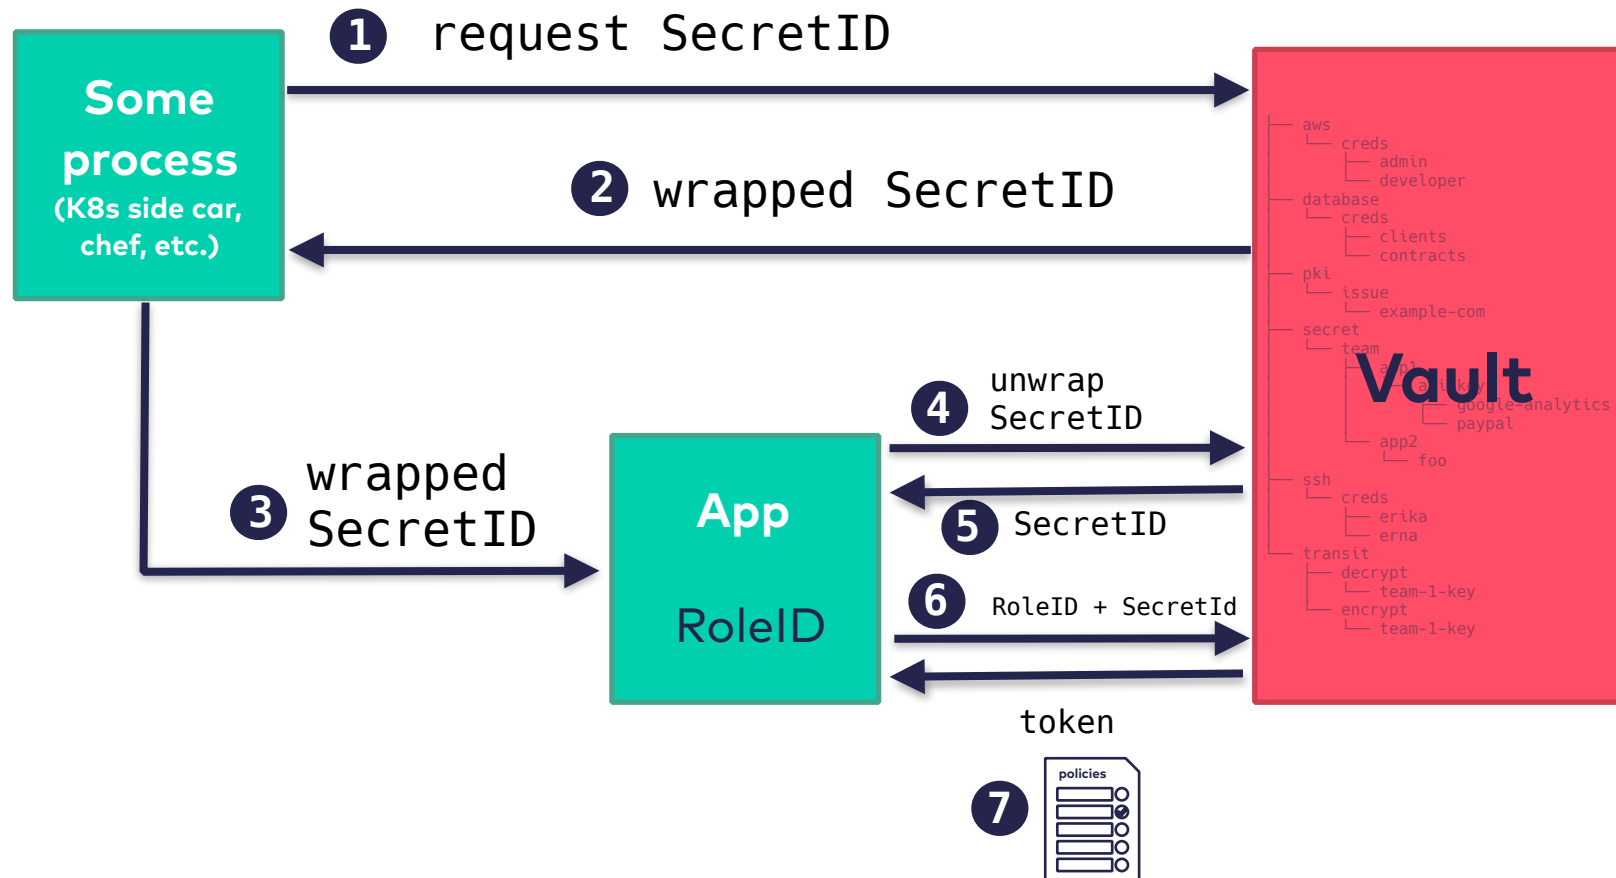 1 request SecretID
Some
process
(K8s side car,
chef, etc.)
2 wrapped SecretID
3 wrapped
SecretID
App
RoleID
4 unwrap
SecretID
5 SecretID
6 RoleID + SecretId
token
7
policies
Vault
aws
creds
admin
developer
database
creds
clients
contracts
pki
issue
example-com
secret
team
google-analytics
paypal
app2
foo
ssh
creds
erika
erna
transit
decrypt
team-1-key
encrypt
team-1-key